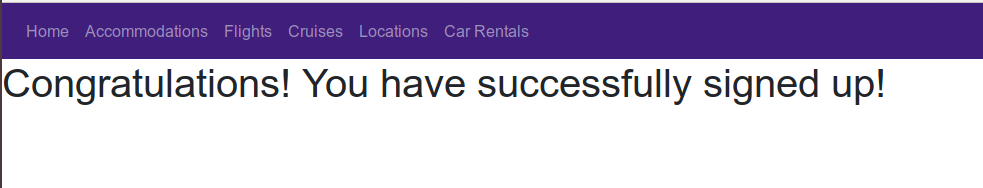 Home Accommodations Flights Cruises Locations Car Rentals
Congratulations! You have successfully signed up!